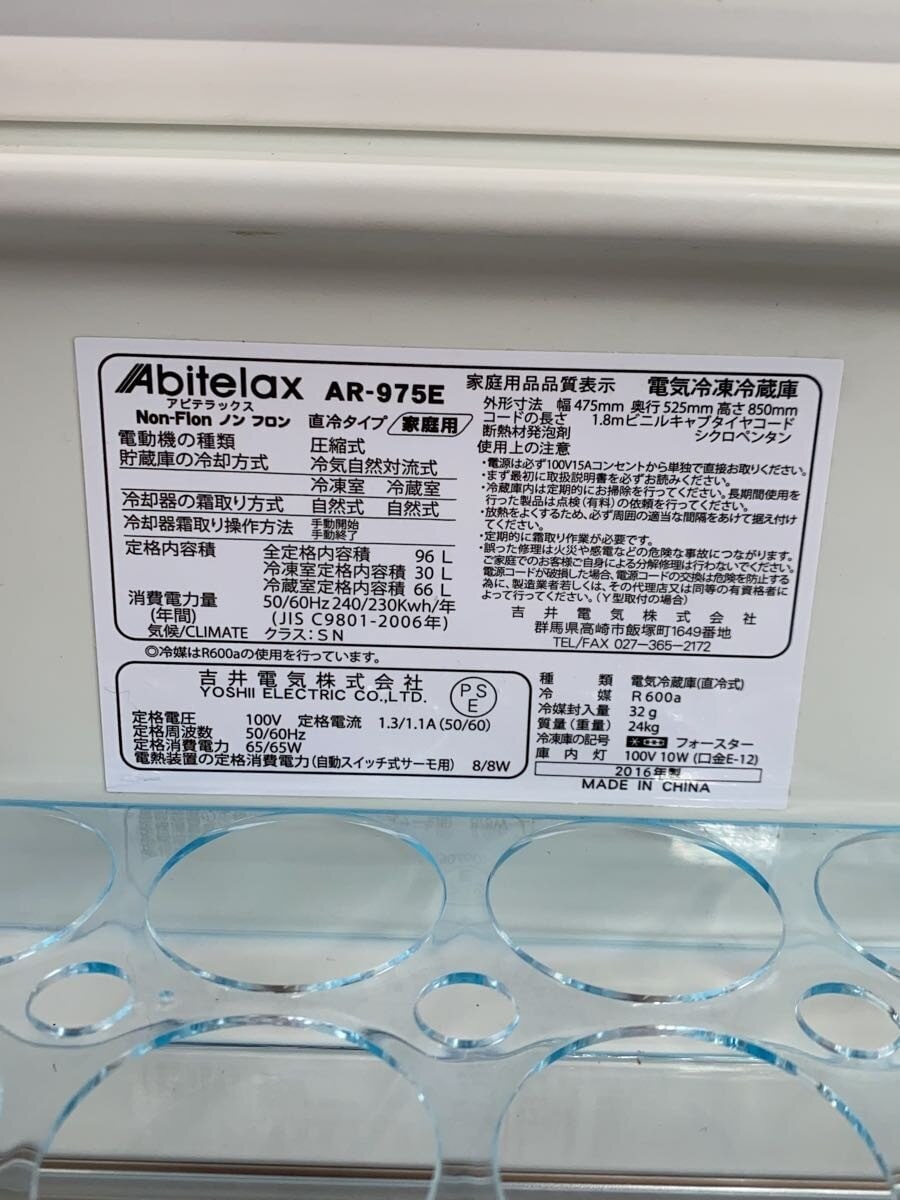 Abitelax AR-975E
アビテラックス
Non-Flon ノンフロン 直冷タイプ 家庭用
電動機の種類 圧縮式
貯蔵庫の冷却方式 冷気自然対流式
冷凍室 冷蔵室
冷却器の霜取り方式 自然式 自然式
冷却器霜取り操作方法 手動開始
手動終了
定格内容積 全定格内容積 96 L
冷凍室定格内容積 30 L
冷蔵室定格内容積 66 L
消費電力量 50/60Hz 240/230Kwh/年
(年間) (JIS C9801-2006年)
気候/CLIMATE クラス:SN
◎冷媒はR600aの使用を行っています。
家庭用品品質表示 電気冷凍冷蔵庫
外形寸法 幅 475mm 奥行 525mm 高さ 850mm
コードの長さ 1.8mビニルキャブタイヤコード
断熱材発泡剤 シクロペンタン
使用上の注意
・電源は必ず100V15Aコンセントから単独で直接お取りください。
・まず最初に取扱説明書を必ずお読みください。
・冷蔵庫内は定期的にお掃除を行ってください。長期間使用を
行った製品は点検(有料)の依頼を行ってください。
・放熱をよくするため、必ず周囲の適当な間隔をあけて据え付け
てください。
・定期的に霜取り作業が必要です。
・誤った修理は火災や感電などの危険な事故につながります。
ご家庭でのお客様ご自身による分解修理は行わないでください。
電源コードが破損した場合、電源コードの交換は危険を防止する
為に、製造業者若しくは、その代理店又は同等の有資格者に
よって行ってください。(Y型取付の場合)
吉井電気株式会社
群馬県高崎市飯塚町1649番地
TEL/FAX 027-365-2172
吉井電気株式会社
YOSHII ELECTRIC CO.,LTD.
PS
E
定格電圧 100V 定格電流 1.3/1.1A (50/60)
定格周波数 50/60Hz
定格消費電力 65/65W
電熱装置の定格消費電力(自動スイッチ式サーモ用) 8/8W
種類 電気冷蔵庫(直冷式)
冷媒 R600a
冷媒封入量 32g
質量(重量) 24kg
冷凍庫の記号 フォースター
庫内灯 100V 10W (口金E-12)
2016年製
MADE IN CHINA